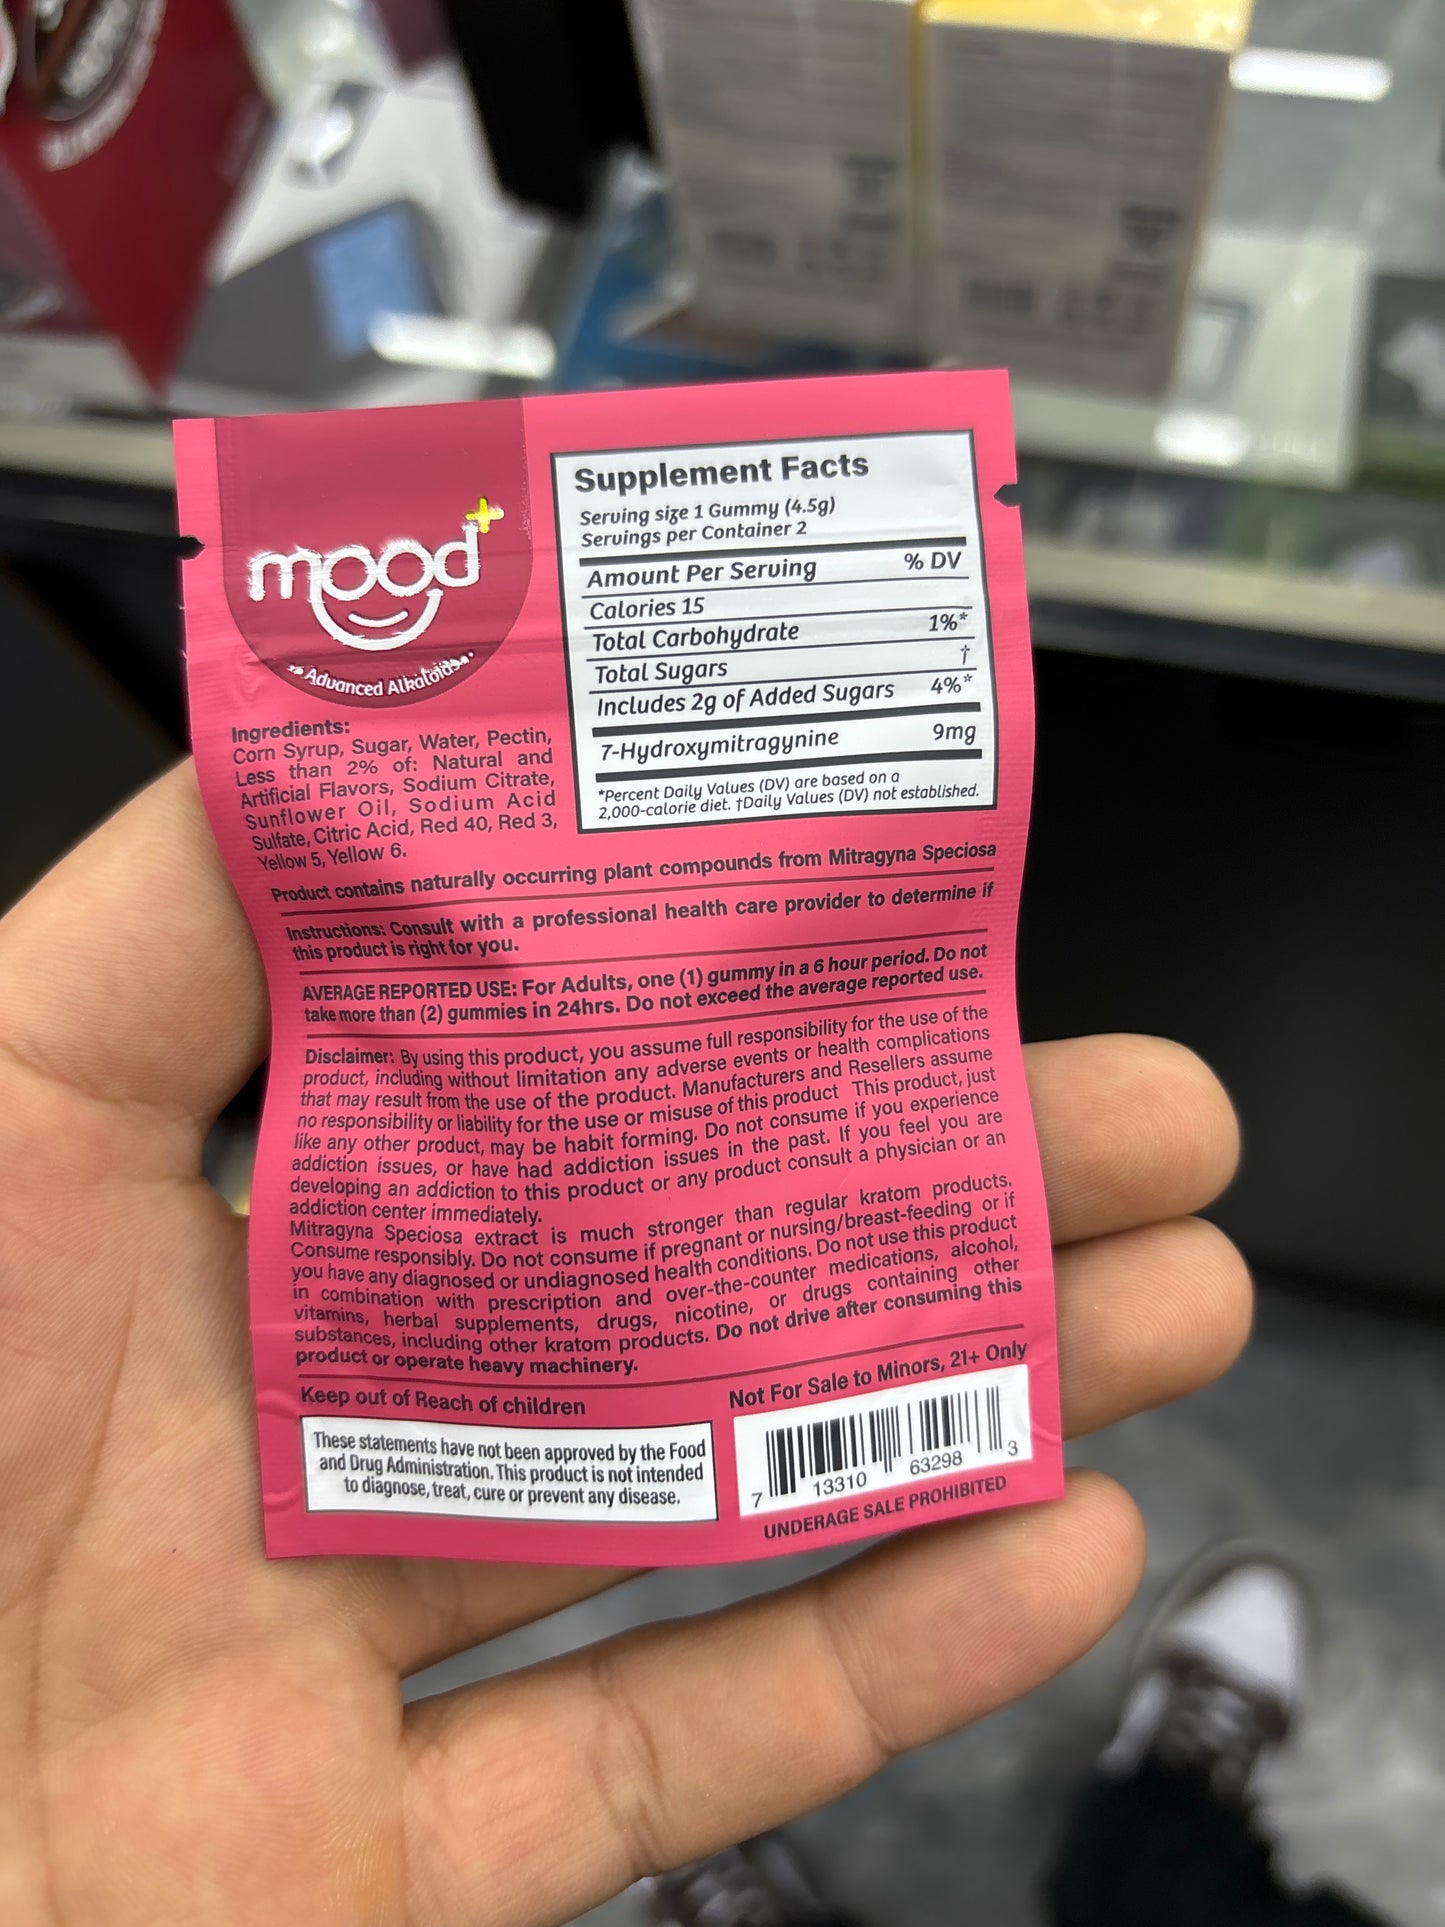 mood+
Advanced Alkaloids
Supplement Facts
Serving size 1 Gummy (4.5g)
Servings per Container 2
Amount Per Serving % DV
Calories 15
Total Carbohydrate 1%*
Total Sugars †
Includes 2g of Added Sugars 4%*
7-Hydroxymitragynine 9mg
*Percent Daily Values (DV) are based on a
2,000-calorie diet. †Daily Values (DV) not established.
Ingredients:
Corn Syrup, Sugar, Water, Pectin,
Less than 2% of: Natural and
Artificial Flavors, Sodium Citrate,
Sunflower Oil, Sodium Acid
Sulfate, Citric Acid, Red 40, Red 3,
Yellow 5, Yellow 6.
Product contains naturally occurring plant compounds from Mitragyna Speciosa
Instructions: Consult with a professional health care provider to determine if
this product is right for you.
AVERAGE REPORTED USE: For Adults, one (1) gummy in a 6 hour period. Do not
take more than (2) gummies in 24hrs. Do not exceed the average reported use.
Disclaimer: By using this product, you assume full responsibility for the use of the
product, including without limitation any adverse events or health complications
that may result from the use of the product. Manufacturers and Resellers assume
no responsibility or liability for the use or misuse of this product This product, just
like any other product, may be habit forming. Do not consume if you experience
addiction issues, or have had addiction issues in the past. If you feel you are
developing an addiction to this product or any product consult a physician or an
addiction center immediately.
Mitragyna Speciosa extract is much stronger than regular kratom products.
Consume responsibly. Do not consume if pregnant or nursing/breast-feeding or if
you have any diagnosed or undiagnosed health conditions. Do not use this product
in combination with prescription and over-the-counter medications, alcohol,
vitamins, herbal supplements, drugs, nicotine, or drugs containing other
substances, including other kratom products. Do not drive after consuming this
product or operate heavy machinery.
Keep out of Reach of children
These statements have not been approved by the Food
and Drug Administration. This product is not intended
to diagnose, treat, cure or prevent any disease.
Not For Sale to Minors, 21+ Only
7 13310 63298 3
UNDERAGE SALE PROHIBITED